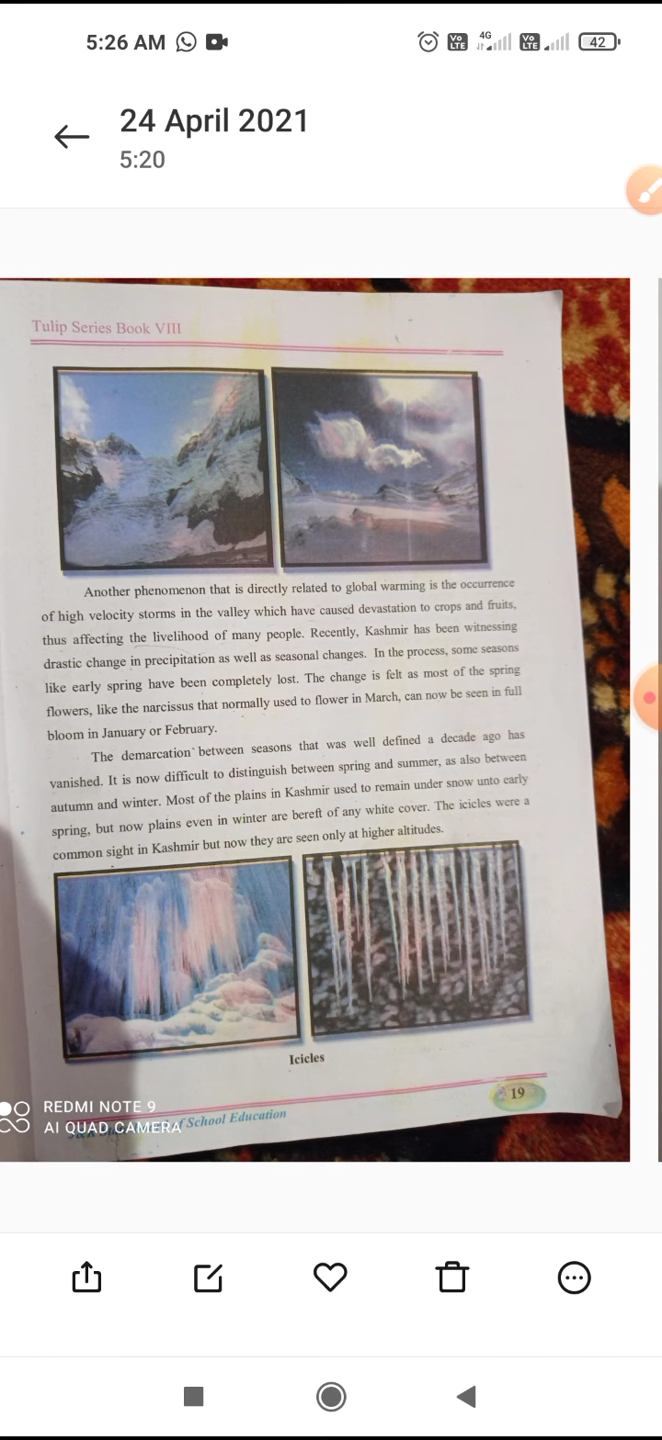 5:26 AM
Vo LTE 4G Vo LTE 42
24 April 2021
5:20
Tulip Series Book VIII
Another phenomenon that is directly related to global warming is the occurrence
of high velocity storms in the valley which have caused devastation to crops and fruits,
thus affecting the livelihood of many people. Recently, Kashmir has been witnessing
drastic change in precipitation as well as seasonal changes. In the process, some seasons
like early spring have been completely lost. The change is felt as most of the spring
flowers, like the narcissus that normally used to flower in March, can now be seen in full
bloom in January or February.
The demarcation between seasons that was well defined a decade ago has
vanished. It is now difficult to distinguish between spring and summer, as also between
autumn and winter. Most of the plains in Kashmir used to remain under snow unto early
spring, but now plains even in winter are bereft of any white cover. The icicles were a
common sight in Kashmir but now they are seen only at higher altitudes.
Icicles
19
of School Education
REDMI NOTE 9
AI QUAD CAMERA